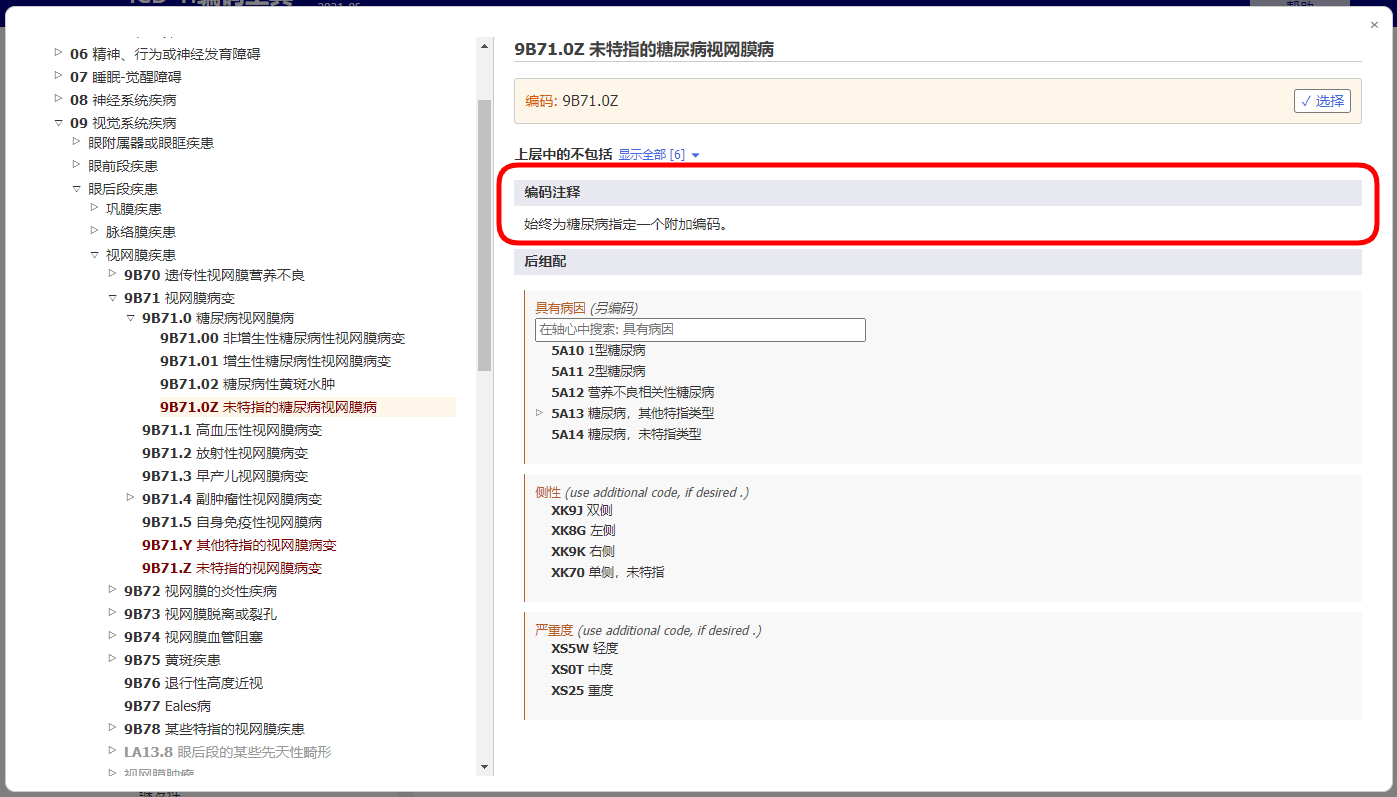 ICD-11编码工具
2021-05
帮助
×
06 精神、行为或神经发育障碍
07 睡眠-觉醒障碍
08 神经系统疾病
09 视觉系统疾病
眼附属器或眼眶疾患
眼前段疾患
眼后段疾患
巩膜疾患
脉络膜疾患
视网膜疾患
9B70 遗传性视网膜营养不良
9B71 视网膜病变
9B71.0 糖尿病视网膜病
9B71.00 非增生性糖尿病性视网膜病变
9B71.01 增生性糖尿病性视网膜病变
9B71.02 糖尿病性黄斑水肿
9B71.0Z 未特指的糖尿病视网膜病
9B71.1 高血压性视网膜病变
9B71.2 放射性视网膜病变
9B71.3 早产儿视网膜病变
9B71.4 副肿瘤性视网膜病变
9B71.5 自身免疫性视网膜病
9B71.Y 其他特指的视网膜病变
9B71.Z 未特指的视网膜病变
9B72 视网膜的炎性疾病
9B73 视网膜脱离或裂孔
9B74 视网膜血管阻塞
9B75 黄斑疾患
9B76 退行性高度近视
9B77 Eales病
9B78 某些特指的视网膜疾患
LA13.8 眼后段的某些先天性畸形
视网膜肿瘤
9B71.0Z 未特指的糖尿病视网膜病
编码: 9B71.0Z
✓ 选择
上层中的不包括 显示全部 [6]
编码注释
始终为糖尿病指定一个附加编码。
后组配
具有病因 (另编码)
在轴心中搜索: 具有病因
5A10 1型糖尿病
5A11 2型糖尿病
5A12 营养不良相关性糖尿病
5A13 糖尿病，其他特指类型
5A14 糖尿病，未特指类型
侧性 (use additional code, if desired .)
XK9J 双侧
XK8G 左侧
XK9K 右侧
XK70 单侧，未特指
严重度 (use additional code, if desired .)
XS5W 轻度
XS0T 中度
XS25 重度